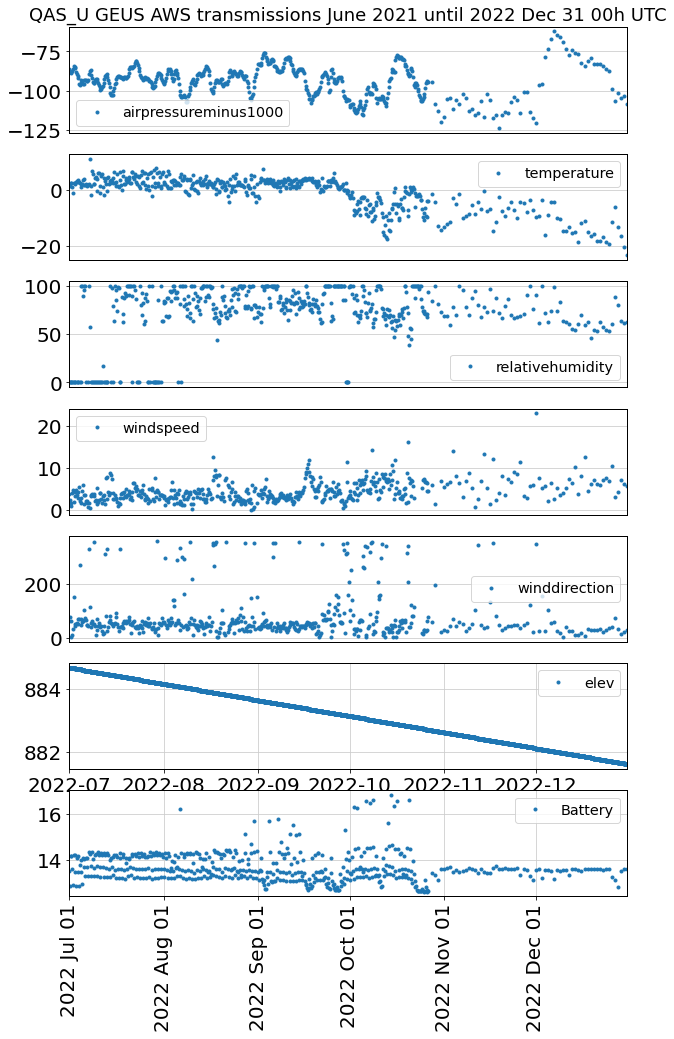 QAS_U GEUS AWS transmissions June 2021 until 2022 Dec 31 00h UTC
−75
−100
−125
airpressureminus1000
0
−20
temperature
100
50
0
relativehumidity
20
10
0
windspeed
200
0
winddirection
884
882
elev
2022-07 2022-08 2022-09 2022-10 2022-11 2022-12
16
14
Battery
2022 Jul 01
2022 Aug 01
2022 Sep 01
2022 Oct 01
2022 Nov 01
2022 Dec 01